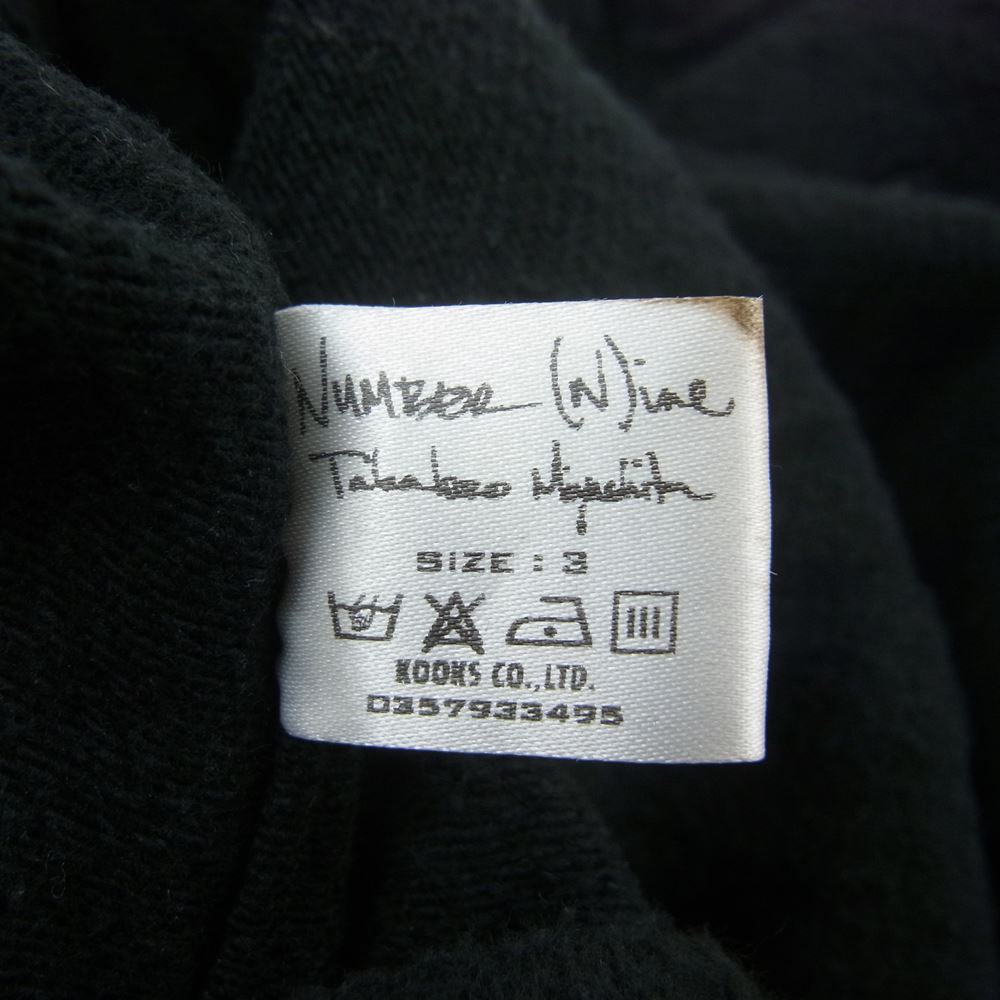 NUMBER (N)ine
Takahiro Miyashita
SIZE : 3
KOOKS CO.,LTD.
0357933495